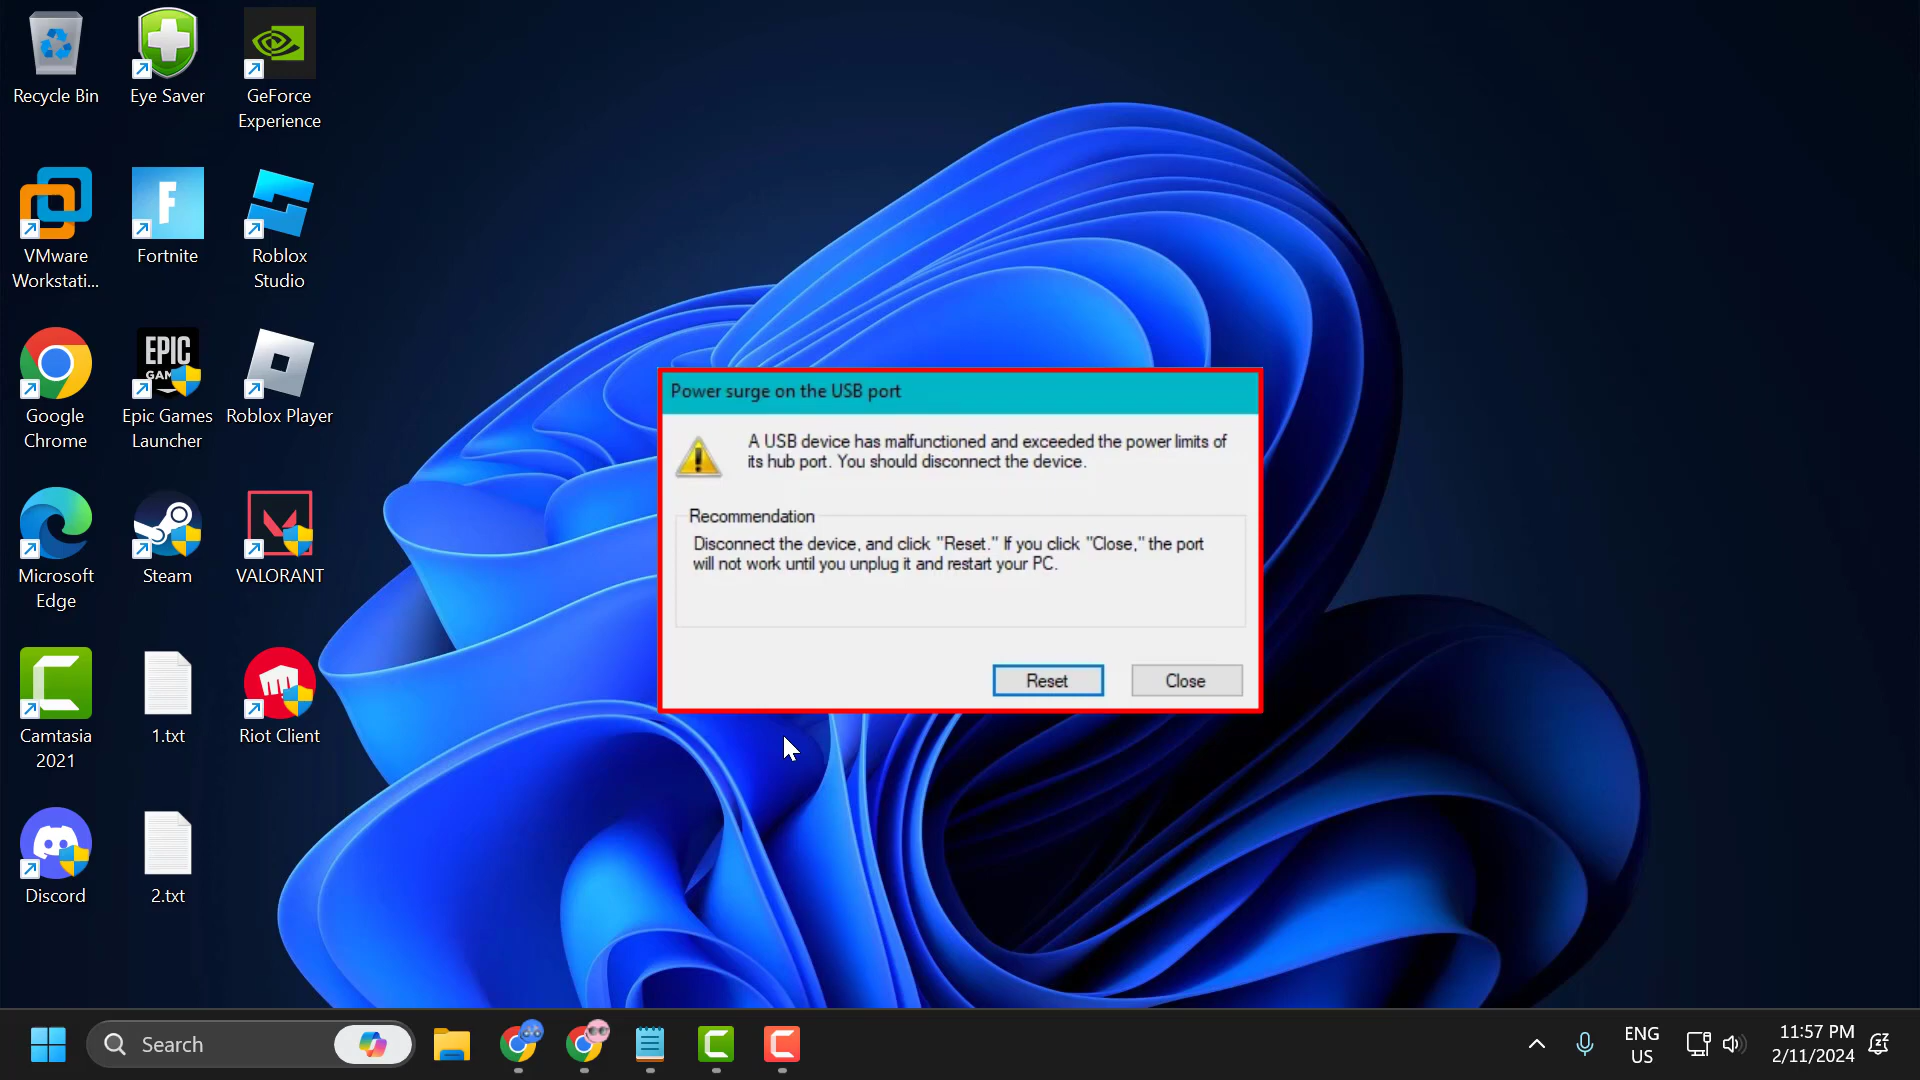 Recycle Bin
Eye Saver
GeForce
Experience
VMware
Workstati...
F
Fortnite
Roblox
Studio
Google
Chrome
EPIC
GAM
Epic Games
Launcher
Roblox Player
Microsoft
Edge
Steam
VALORANT
Camtasia
2021
1.txt
Riot Client
Discord
2.txt
Power surge on the USB port
A USB device has malfunctioned and exceeded the power limits of
its hub port. You should disconnect the device.
Recommendation
Disconnect the device, and click "Reset." If you click "Close," the port
will not work until you unplug it and restart your PC.
Reset
Close
Search
ENG
US
11:57 PM
2/11/2024